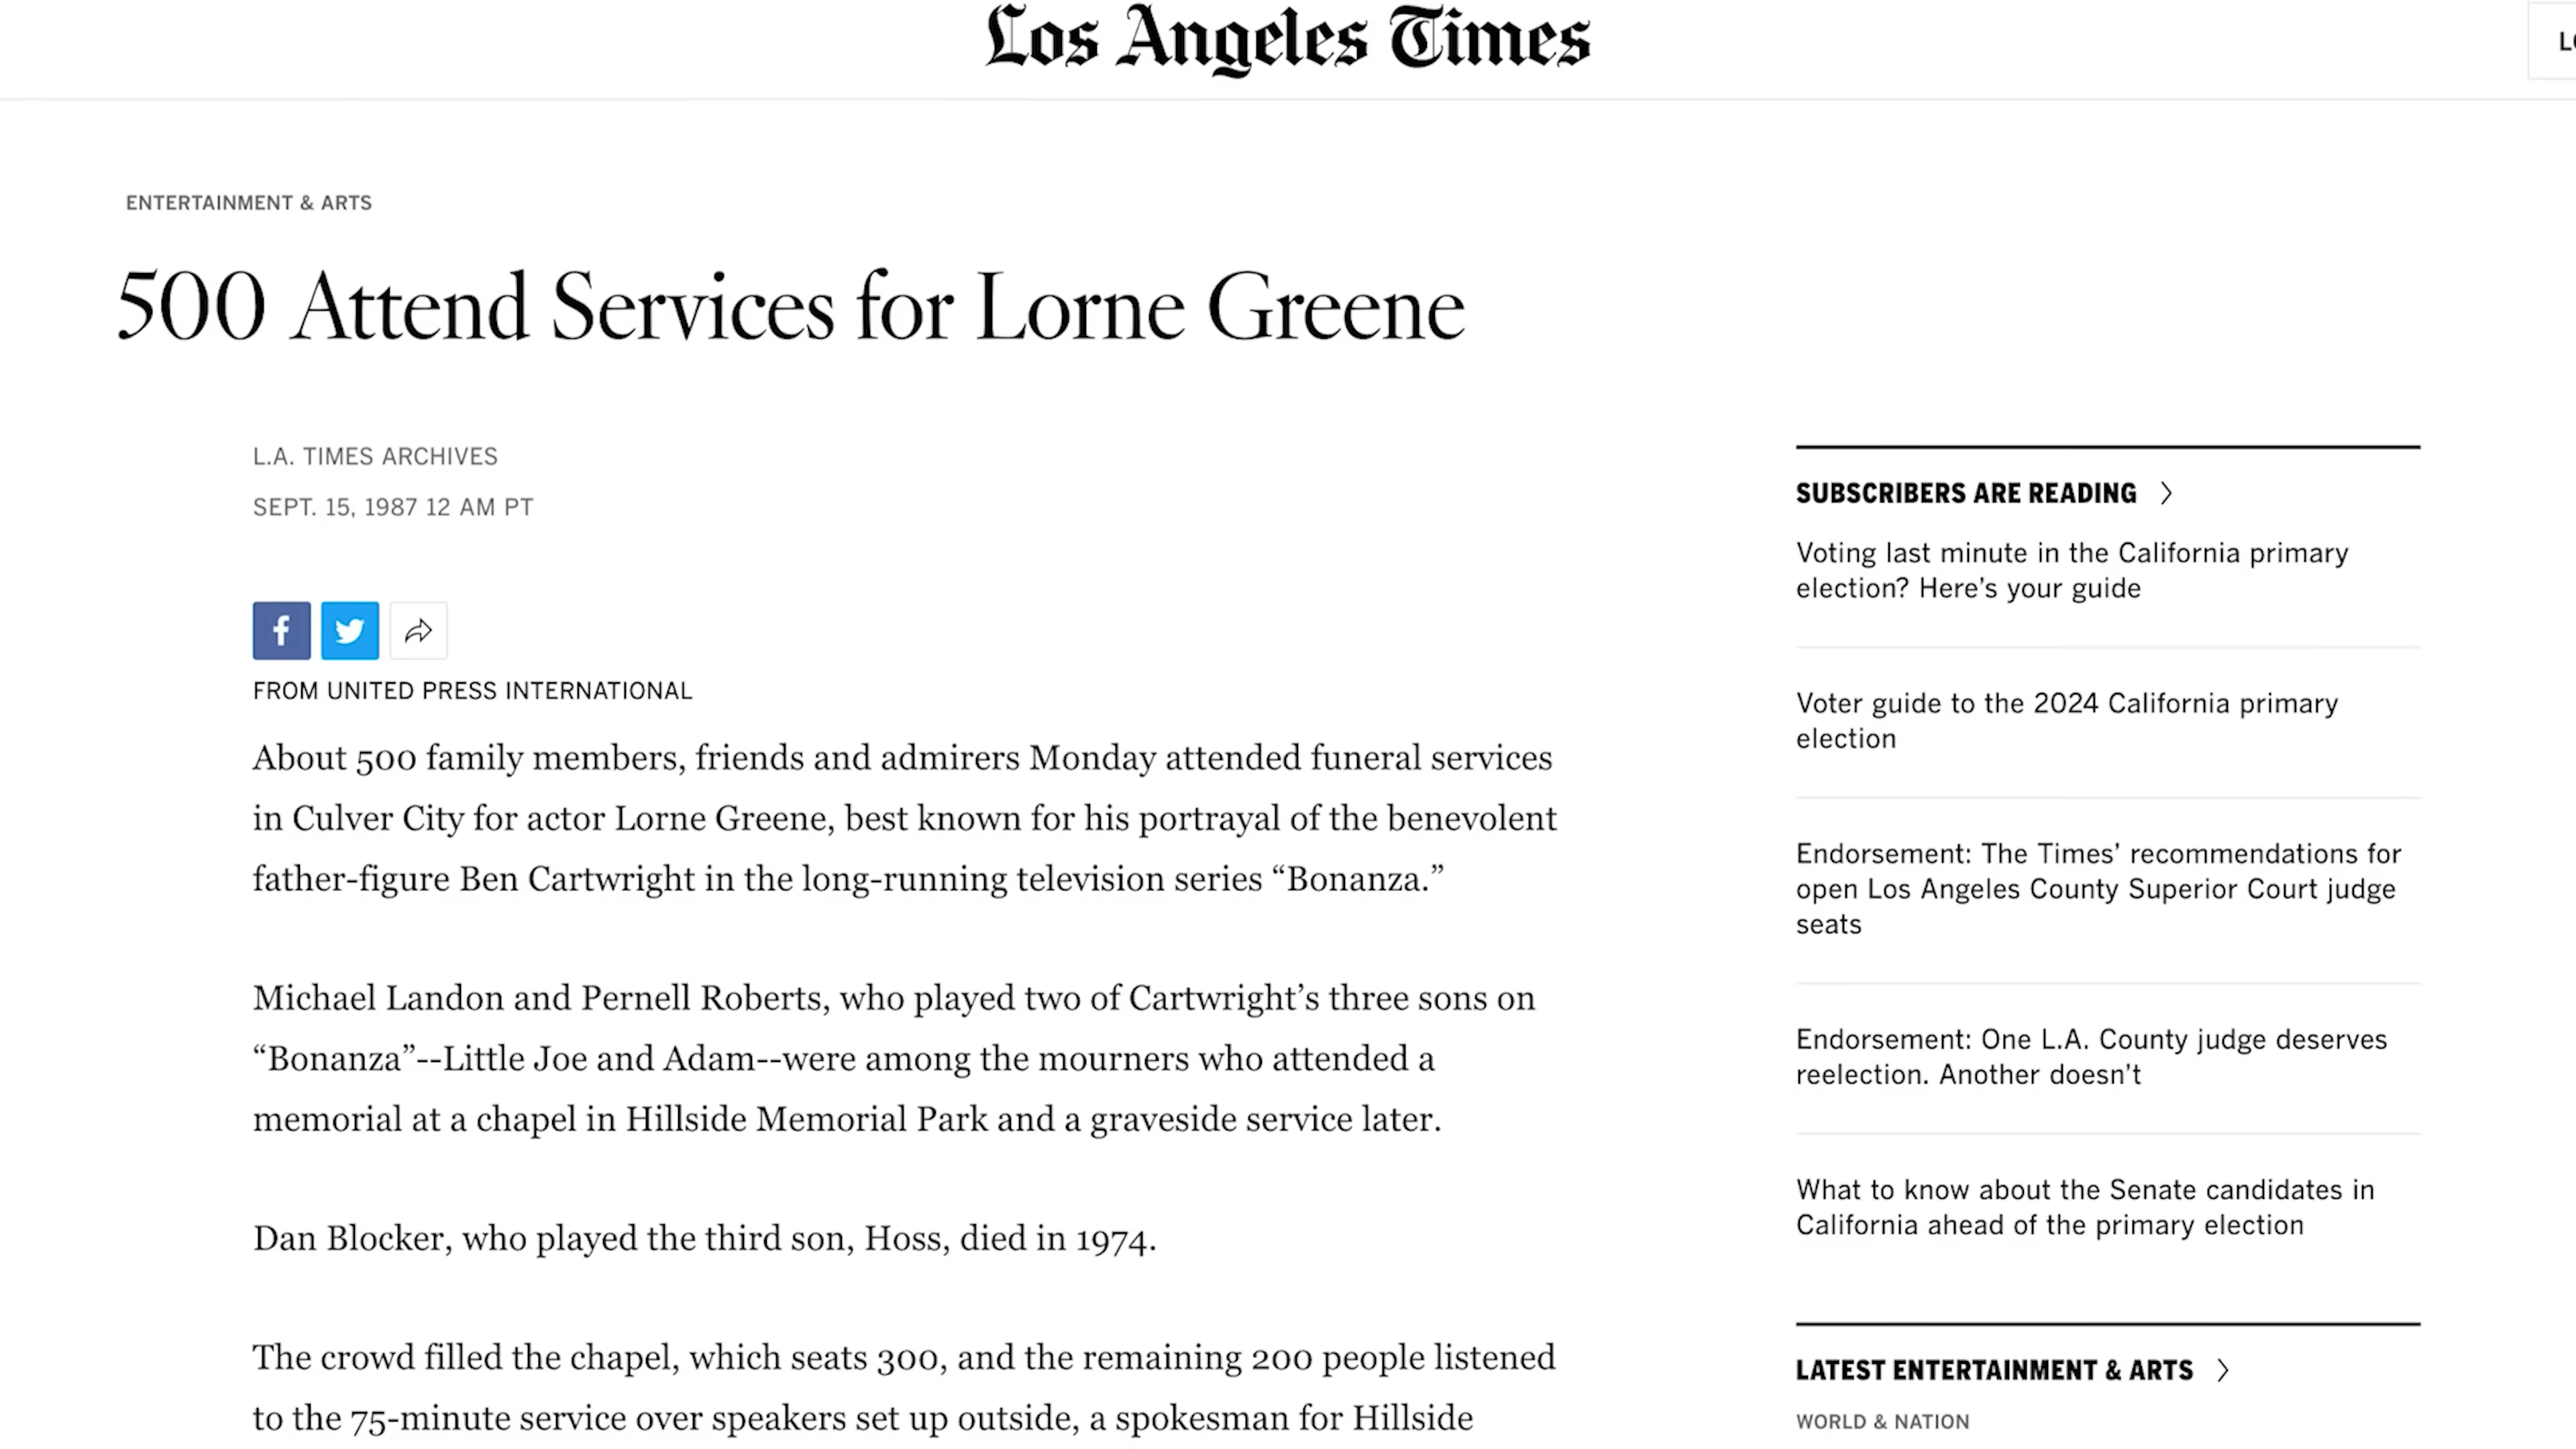 Los Angeles Times
ENTERTAINMENT & ARTS
500 Attend Services for Lorne Greene
L.A. TIMES ARCHIVES
SEPT. 15, 1987 12 AM PT
FROM UNITED PRESS INTERNATIONAL
About 500 family members, friends and admirers Monday attended funeral services
in Culver City for actor Lorne Greene, best known for his portrayal of the benevolent
father-figure Ben Cartwright in the long-running television series “Bonanza.”
Michael Landon and Pernell Roberts, who played two of Cartwright’s three sons on
“Bonanza”--Little Joe and Adam--were among the mourners who attended a
memorial at a chapel in Hillside Memorial Park and a graveside service later.
Dan Blocker, who played the third son, Hoss, died in 1974.
The crowd filled the chapel, which seats 300, and the remaining 200 people listened
to the 75-minute service over speakers set up outside, a spokesman for Hillside
SUBSCRIBERS ARE READING
Voting last minute in the California primary
election? Here’s your guide
Voter guide to the 2024 California primary
election
Endorsement: The Times’ recommendations for
open Los Angeles County Superior Court judge
seats
Endorsement: One L.A. County judge deserves
reelection. Another doesn’t
What to know about the Senate candidates in
California ahead of the primary election
LATEST ENTERTAINMENT & ARTS
WORLD & NATION